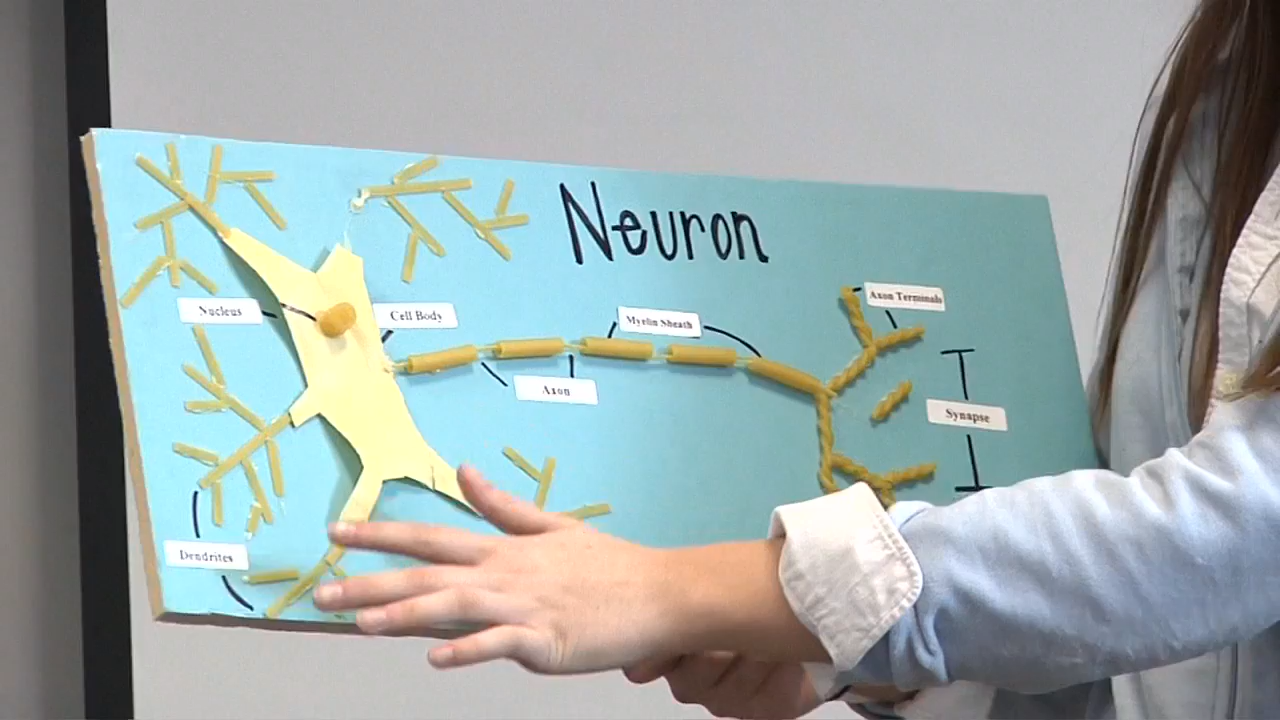 Neuron
Nucleus
Cell Body
Myelin Sheath
Axon Terminals
Axon
Synapse
Dendrites